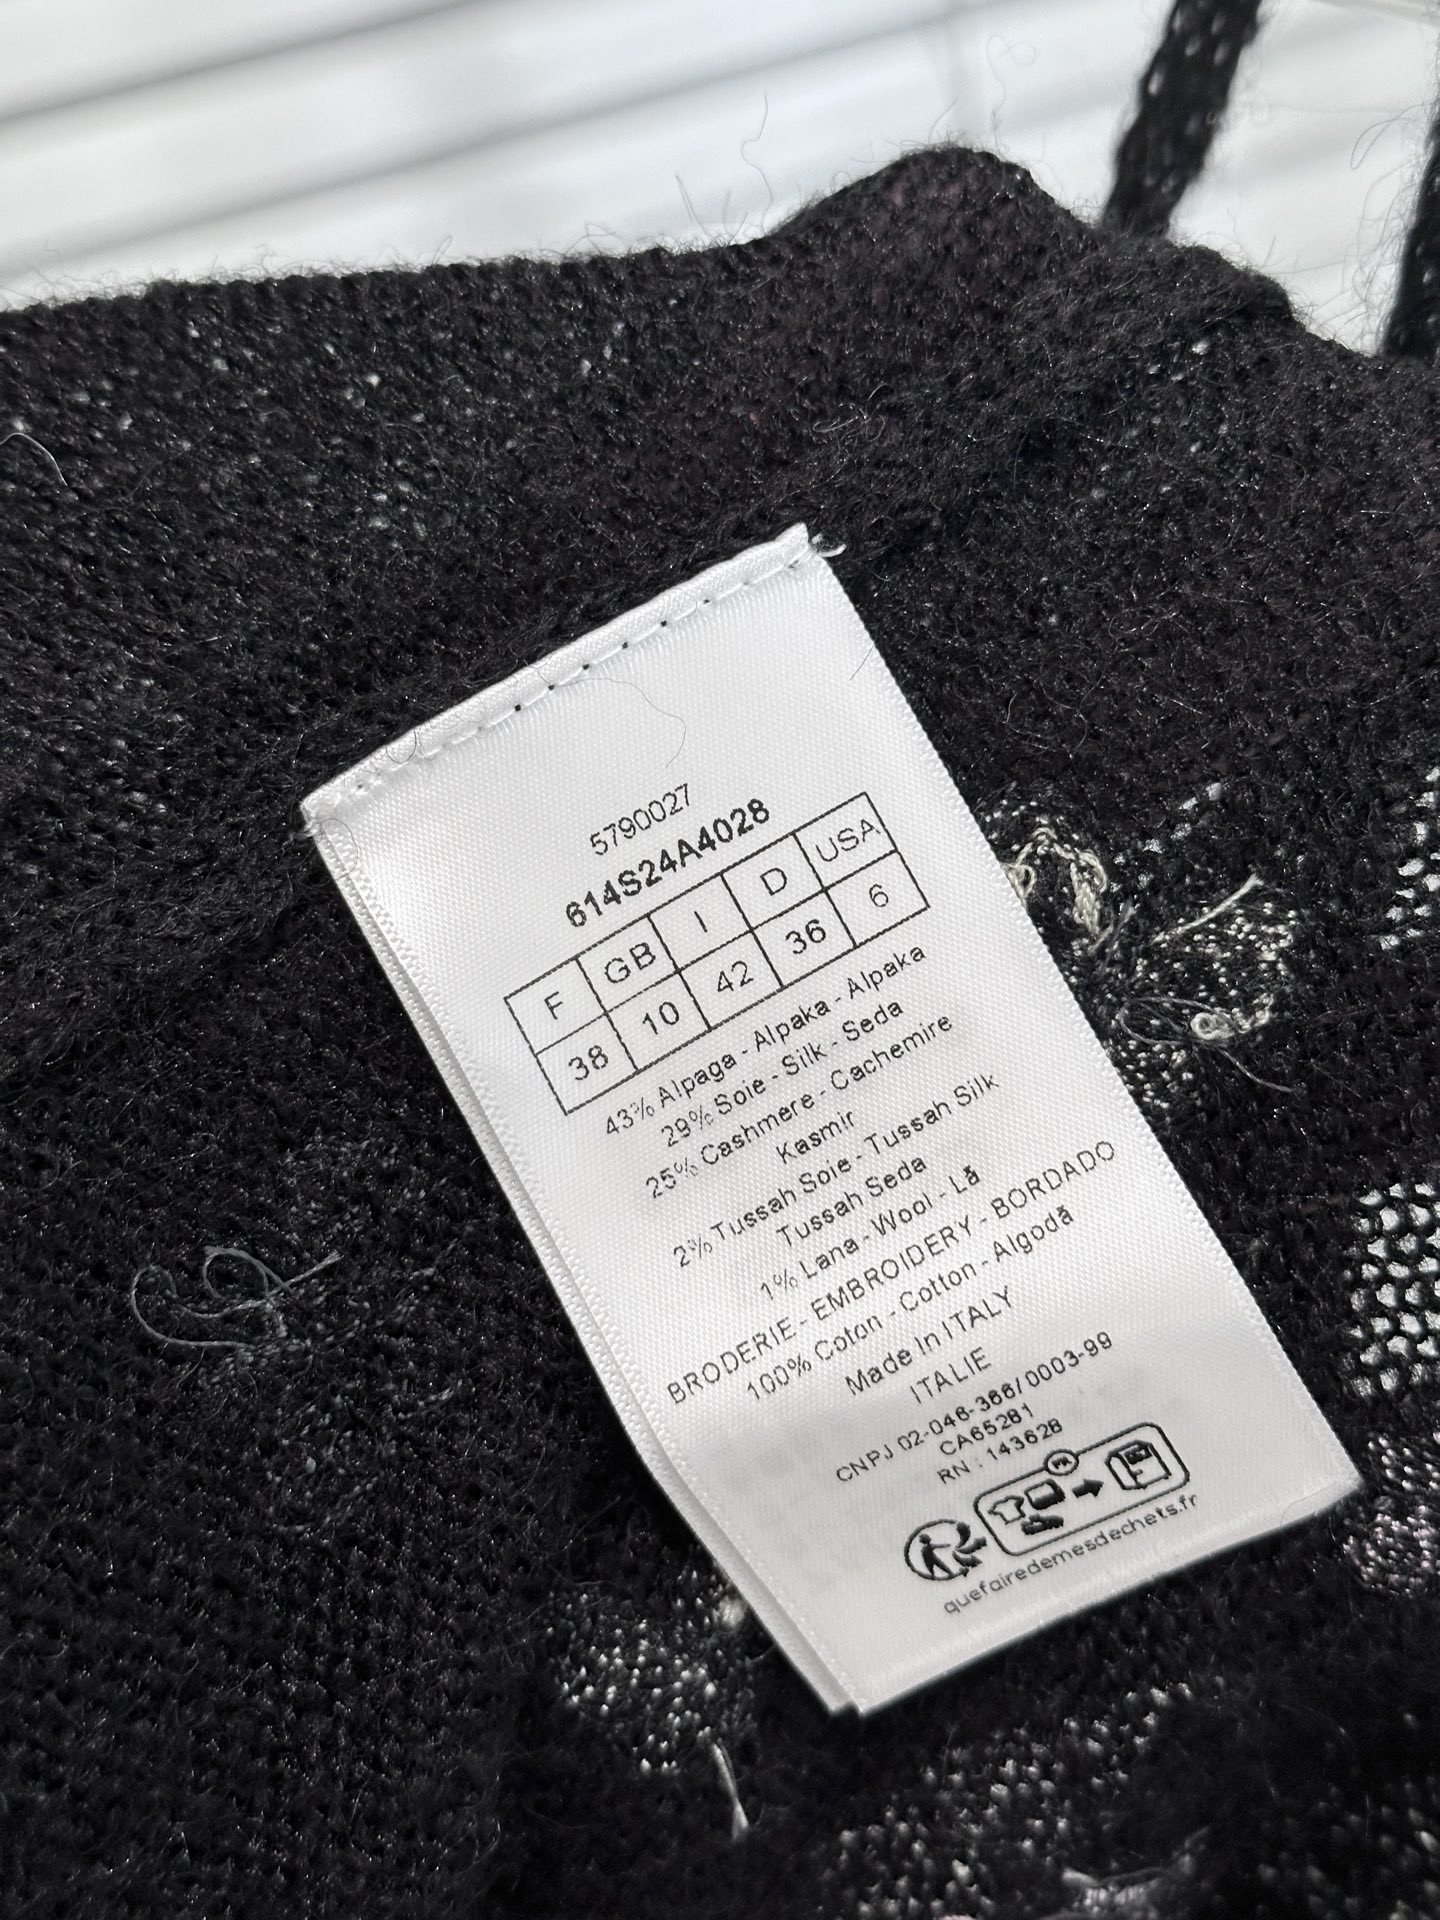 5790027
614S24A4028
F GB I D USA
38 10 42 36 6
43% Alpaga - Alpaka - Alpaka
29% Soie - Silk - Seda
25% Cashmere - Cachemire
Kasmir
2% Tussah Soie - Tussah Silk
Tussah Seda
1% Lana - Wool - Lã
BRODERIE - EMBROIDERY - BORDADO
100% Coton - Cotton - Algodã
Made In ITALY
ITALIE
CNPJ 02-046-366/0003-99
CA65281
RN : 143628
FR
quefairedemesdechets.fr